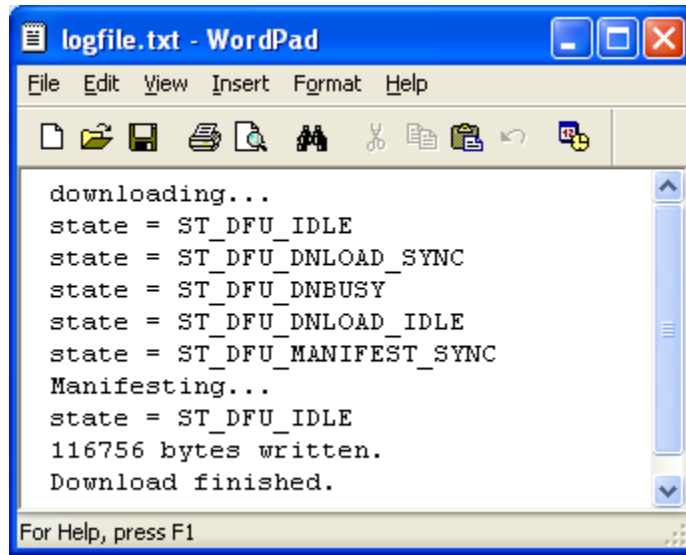 logfile.txt - WordPad
File Edit View Insert Format Help
downloading...
state = ST_DFU_IDLE
state = ST_DFU_DNLOAD_SYNC
state = ST_DFU_DNBUSY
state = ST_DFU_DNLOAD_IDLE
state = ST_DFU_MANIFEST_SYNC
Manifesting...
state = ST_DFU_IDLE
116756 bytes written.
Download finished.
For Help, press F1